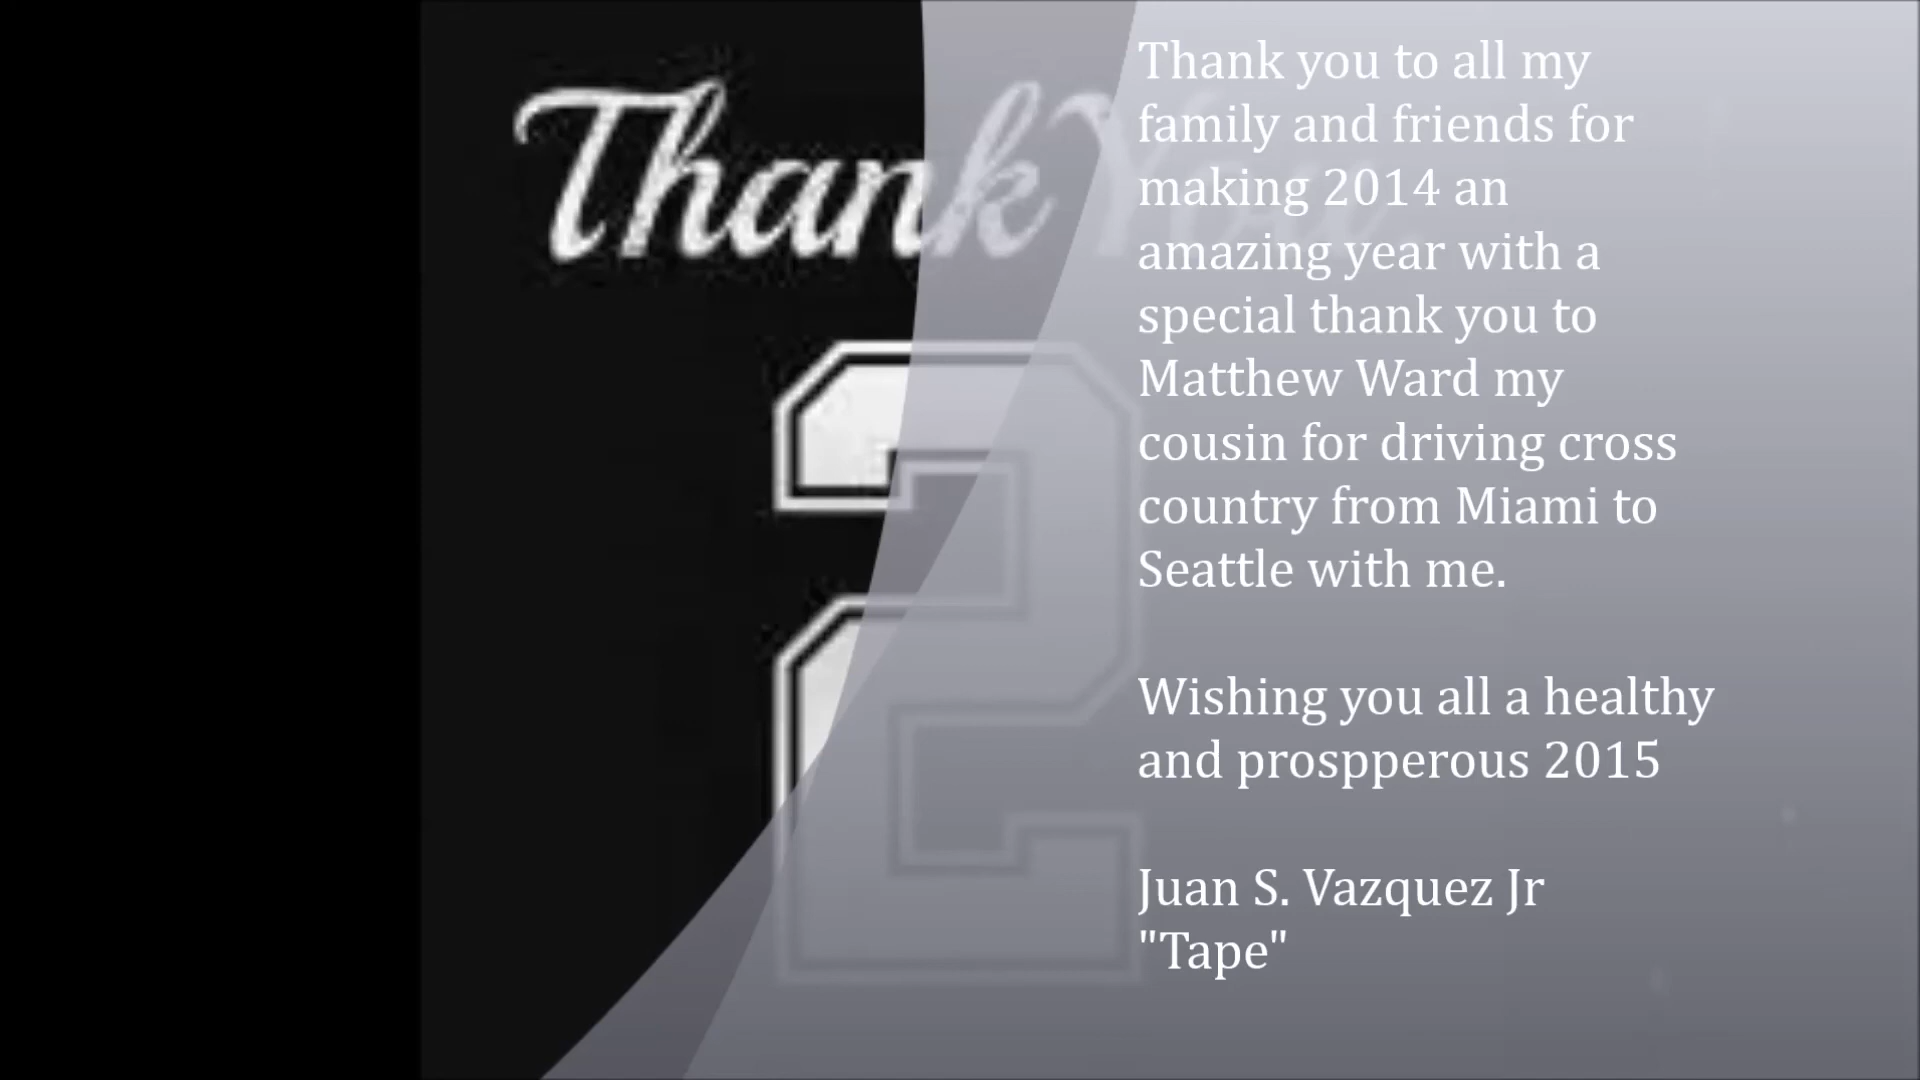 Thank You.
2
Thank you to all my
family and friends for
making 2014 an
amazing year with a
special thank you to
Matthew Ward my
cousin for driving cross
country from Miami to
Seattle with me.
Wishing you all a healthy
and prospperous 2015
Juan S. Vazquez Jr
"Tape"